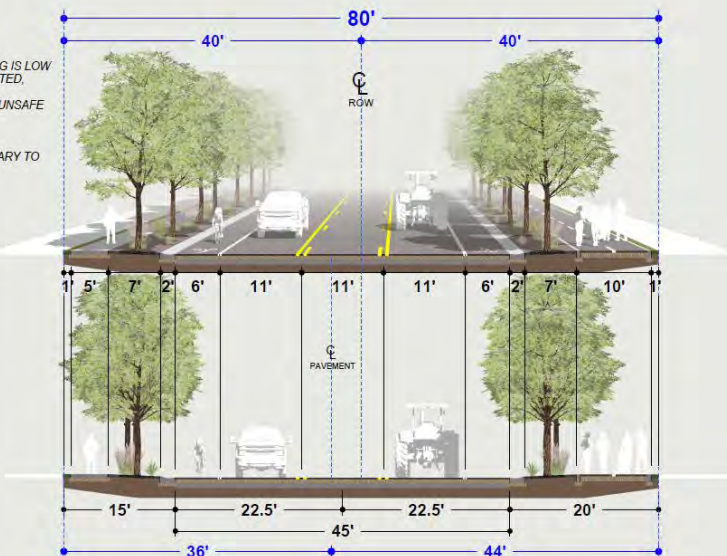 80'
40' 40'
G IS LOW
TED,
UNSAFE
ARY TO
℄
ROW
1' 5' 7' 2' 6' 11' 11' 11' 6' 2' 7' 10' 1'
℄
PAVEMENT
15' 22.5' 22.5' 20'
45'
36' 44'